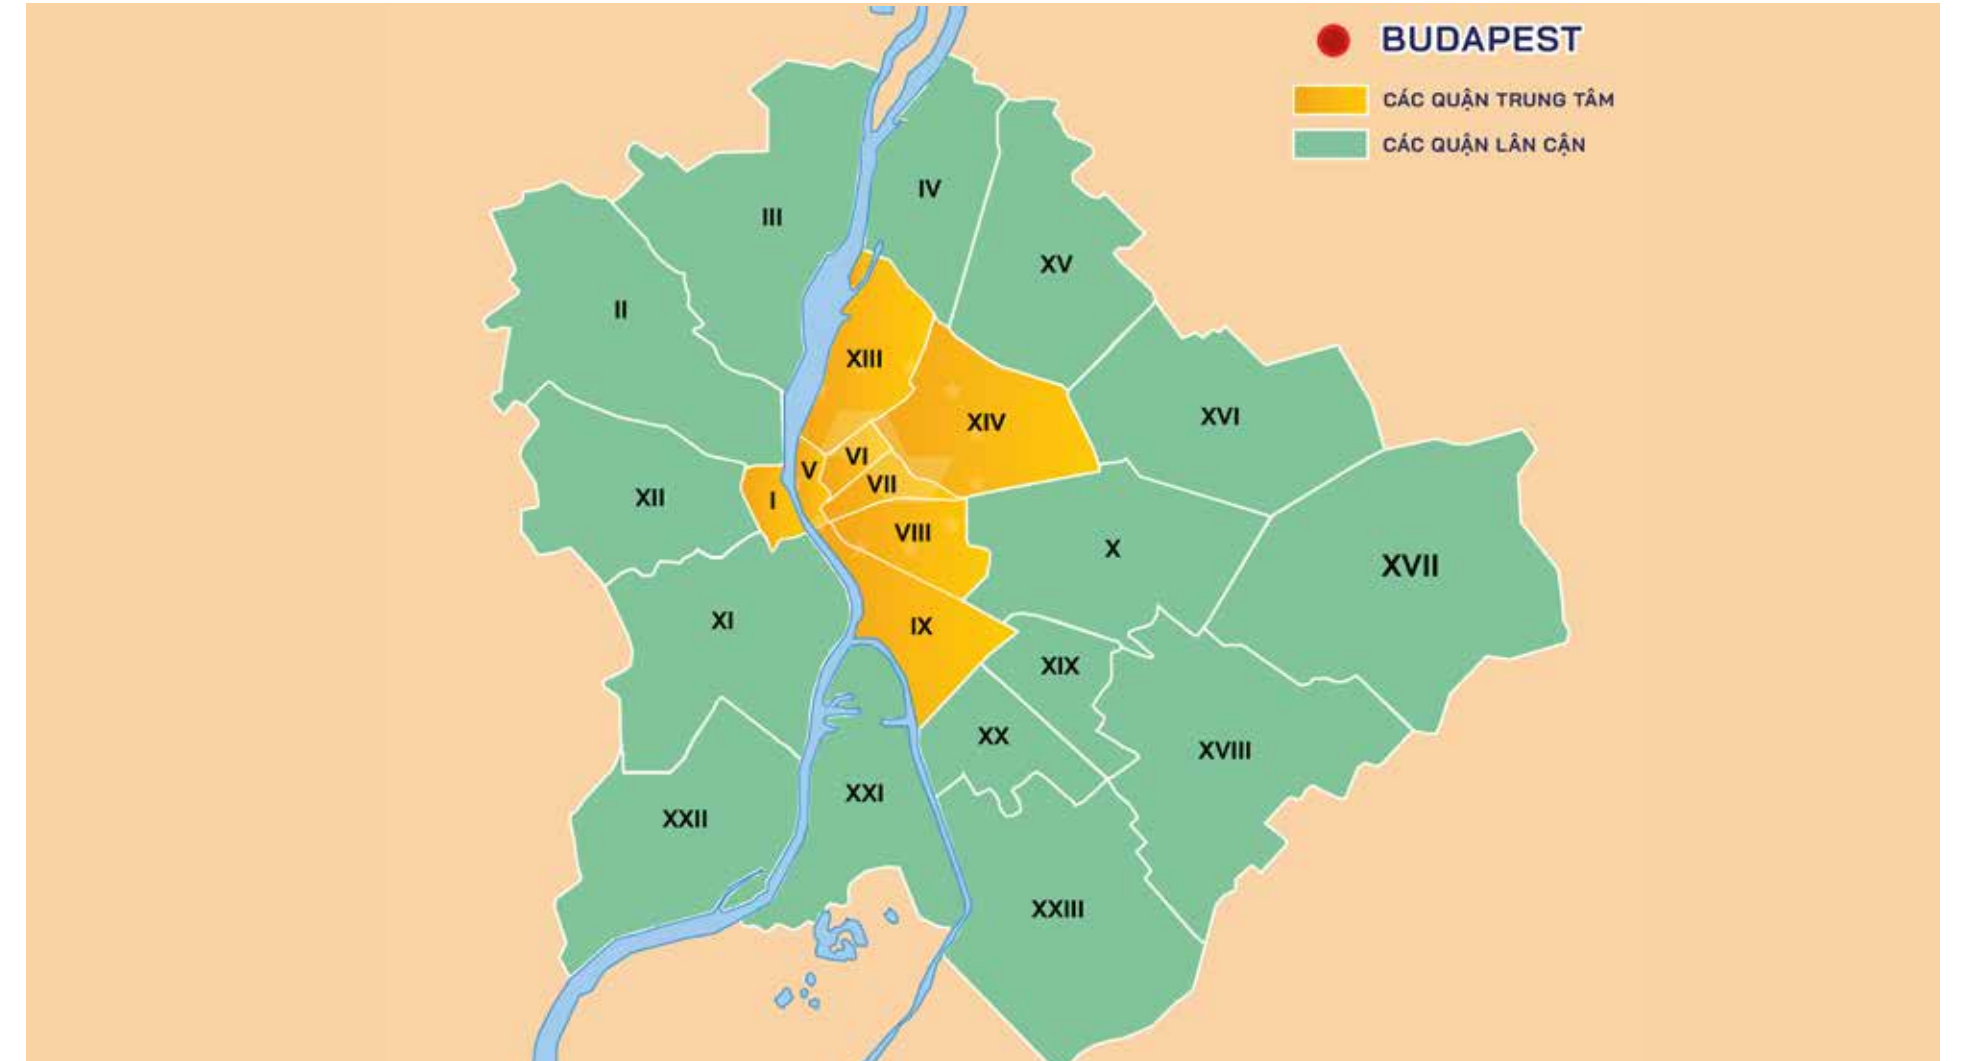 BUDAPEST
CÁC QUẬN TRUNG TÂM
CÁC QUẬN LÂN CẬN
IV
III
XV
II
XIII
XVI
XIV
VI
V
VII
XII
I
VIII
X
XVII
XI
IX
XIX
XX
XVIII
XXI
XXII
XXIII